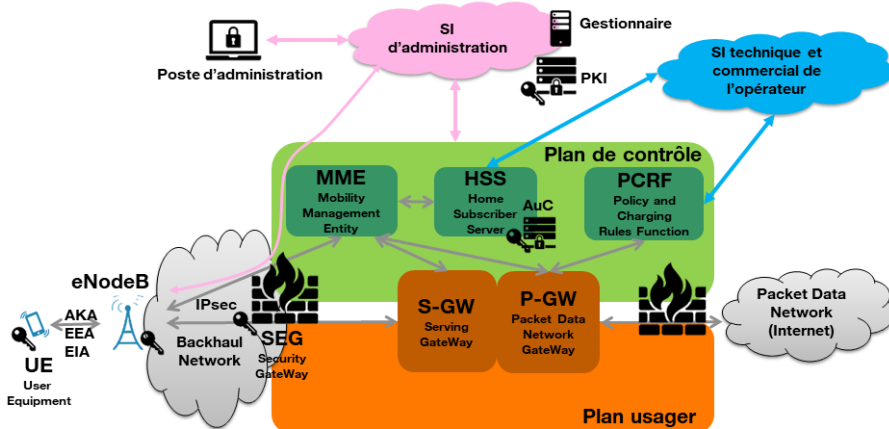 SI
d'administration
Gestionnaire
Poste d'administration
PKI
SI technique et
commercial de
l'opérateur
Plan de contrôle
MME
Mobility
Management
Entity
HSS
Home
Subscriber
Server
AuC
PCRF
Policy and
Charging
Rules Function
eNodeB
IPsec
AKA
EEA
EIA
UE
User
Equipment
Backhaul
Network
SEG
Security
GateWay
S-GW
Serving
GateWay
P-GW
Packet Data
Network
GateWay
Packet Data
Network
(Internet)
Plan usager